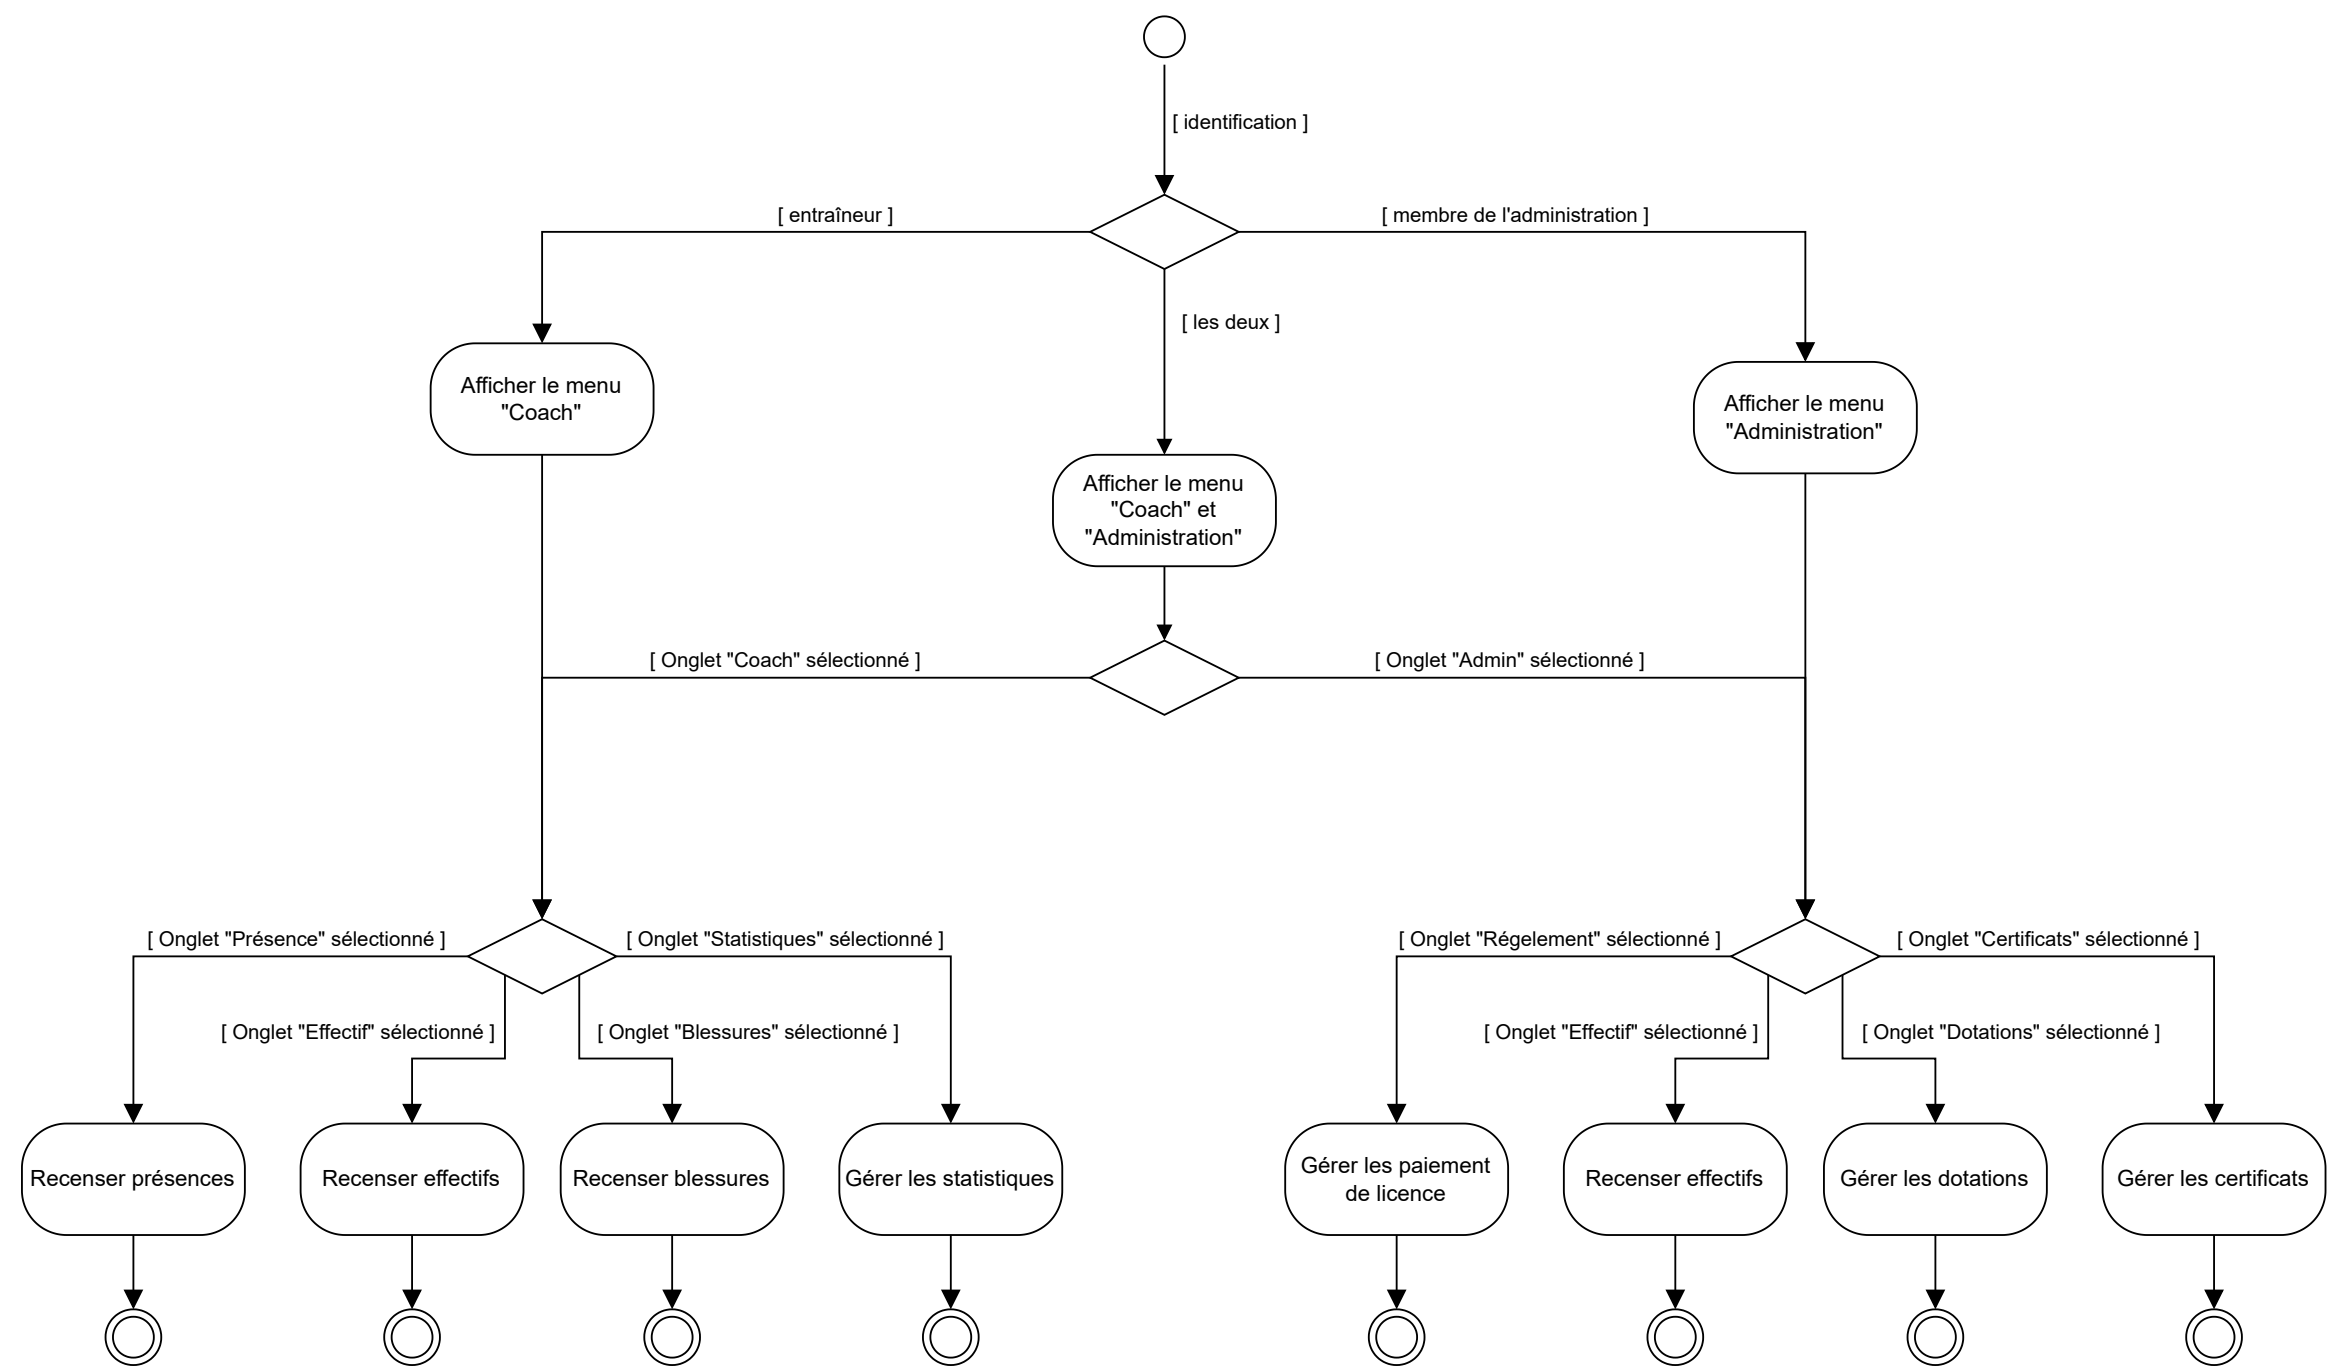 [ identification ]
[ entraîneur ]
[ membre de l'administration ]
[ les deux ]
Afficher le menu
"Coach"
Afficher le menu
"Administration"
Afficher le menu
"Coach" et
"Administration"
[ Onglet "Coach" sélectionné ]
[ Onglet "Admin" sélectionné ]
[ Onglet "Présence" sélectionné ]
[ Onglet "Statistiques" sélectionné ]
[ Onglet "Régelement" sélectionné ]
[ Onglet "Certificats" sélectionné ]
[ Onglet "Effectif" sélectionné ]
[ Onglet "Blessures" sélectionné ]
[ Onglet "Effectif" sélectionné ]
[ Onglet "Dotations" sélectionné ]
Recenser présences
Recenser effectifs
Recenser blessures
Gérer les statistiques
Gérer les paiement
de licence
Recenser effectifs
Gérer les dotations
Gérer les certificats